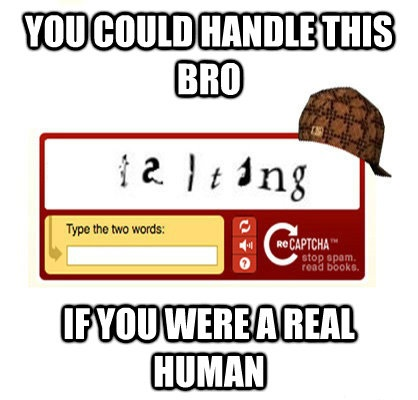 YOU COULD HANDLE THIS
BRO
Type the two words:
ReCAPTCHA™
stop spam.
read books.
IF YOU WERE A REAL
HUMAN